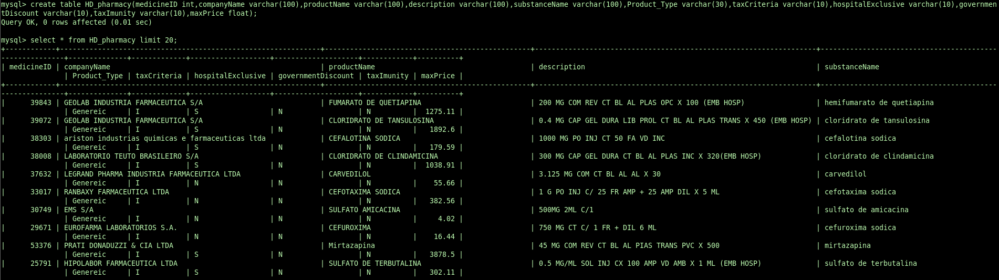 mysql> create table HD_pharmacy(medicineID int,companyName varchar(100),productName varchar(100),description varchar(100),substanceName varchar(100),Product_Type varchar(30),taxCriteria varchar(10),hospitalExclusive varchar(10),governmen
tDiscount varchar(10),taxImunity varchar(10),maxPrice float);
Query OK, 0 rows affected (0.01 sec)
mysql> select * from HD_pharmacy limit 20;
| medicineID | companyName | productName | description | substanceName
| Product_Type | taxCriteria | hospitalExclusive | governmentDiscount | taxImunity | maxPrice |
| 39843 | GEOLAB INDUSTRIA FARMACEUTICA S/A | FUMARATO DE QUETIAPINA | 200 MG COM REV CT BL AL PLAS OPC X 100 (EMB HOSP) | hemifumarato de quetiapina
| Genereic | I | S | N | N | 1275.11 |
| 39072 | GEOLAB INDUSTRIA FARMACEUTICA S/A | CLORIDRATO DE TANSULOSINA | 0.4 MG CAP GEL DURA LIB PROL CT BL AL PLAS TRANS X 450 (EMB HOSP) | cloridrato de tansulosina
| Genereic | I | S | N | N | 1892.6 |
| 38303 | ariston industrias quimicas e farmaceuticas ltda | CEFALOTINA SODICA | 1000 MG PO INJ CT 50 FA VD INC | cefalotina sodica
| Genereic | I | S | N | N | 179.59 |
| 38008 | LABORATORIO TEUTO BRASILEIRO S/A | CLORIDRATO DE CLINDAMICINA | 300 MG CAP GEL DURA CT BL AL PLAS INC X 320(EMB HOSP) | cloridrato de clindamicina
| Genereic | I | S | N | N | 1038.91 |
| 37632 | LEGRAND PHARMA INDUSTRIA FARMACEUTICA LTDA | CARVEDILOL | 3.125 MG COM CT BL AL AL X 30 | carvedilol
| Genereic | I | N | N | N | 55.66 |
| 33017 | RANBAXY FARMACEUTICA LTDA | CEFOTAXIMA SODICA | 1 G PO INJ C/ 25 FR AMP + 25 AMP DIL X 5 ML | cefotaxima sodica
| Genereic | I | N | N | N | 382.56 |
| 30749 | EMS S/A | SULFATO AMICACINA | 500MG 2ML C/1 | sulfato de amicacina
| Genereic | I | N | N | N | 4.02 |
| 29671 | EUROFARMA LABORATORIOS S.A. | CEFUROXIMA | 750 MG CT C/ 1 FR + DIL 6 ML | cefuroxima sodica
| Genereic | I | N | N | N | 16.44 |
| 53376 | PRATI DONADUZZI & CIA LTDA | Mirtazapina | 45 MG COM REV CT BL AL PIAS TRANS PVC X 500 | mirtazapina
| Genereic | I | S | N | N | 3878.5 |
| 25791 | HIPOLABOR FARMACEUTICA LTDA | SULFATO DE TERBUTALINA | 0.5 MG/ML SOL INJ CX 100 AMP VD AMB X 1 ML (EMB HOSP) | sulfato de terbutalina
| Genereic | I | S | N | N | 302.11 |